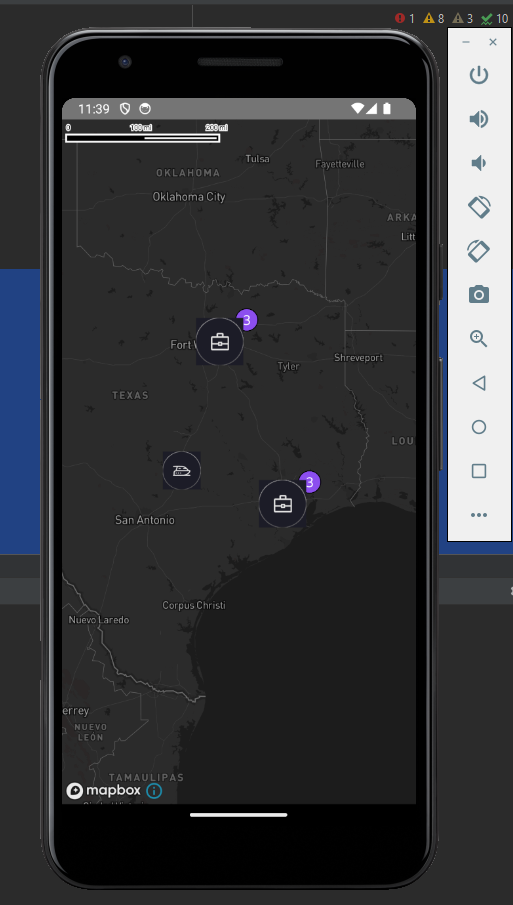 1 8 3 10
11:39
0 100 mi 200 mi
OKLAHOMA
Tulsa
Fayetteville
Oklahoma City
ARKA
Litt
3
Fort
Tyler
Shreveport
TEXAS
LOU
3
San Antonio
Corpus Christi
Nuevo Laredo
errey
NUEVO
LEÓN
TAMAULIPAS
mapbox